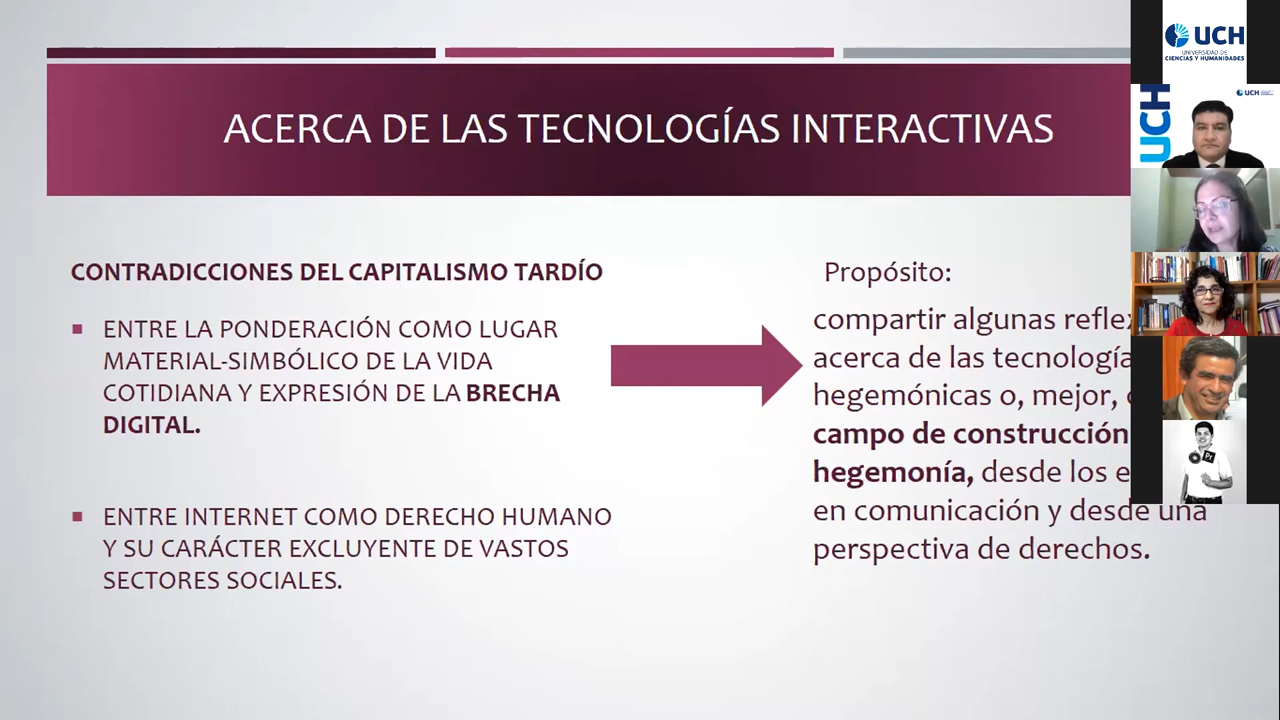 ACERCA DE LAS TECNOLOGÍAS INTERACTIVAS
CONTRADICCIONES DEL CAPITALISMO TARDÍO
ENTRE LA PONDERACIÓN COMO LUGAR
MATERIAL-SIMBÓLICO DE LA VIDA
COTIDIANA Y EXPRESIÓN DE LA BRECHA
DIGITAL.
ENTRE INTERNET COMO DERECHO HUMANO
Y SU CARÁCTER EXCLUYENTE DE VASTOS
SECTORES SOCIALES.
Propósito:
compartir algunas
acerca de las
hegemónicas o, mejor,
campo de construcción
hegemonía, desde los
en comunicación y desde una
perspectiva de derechos.
UCH
UNIVERSIDAD DE
CIENCIAS Y HUMANIDADES
UCH
UCH
Pr